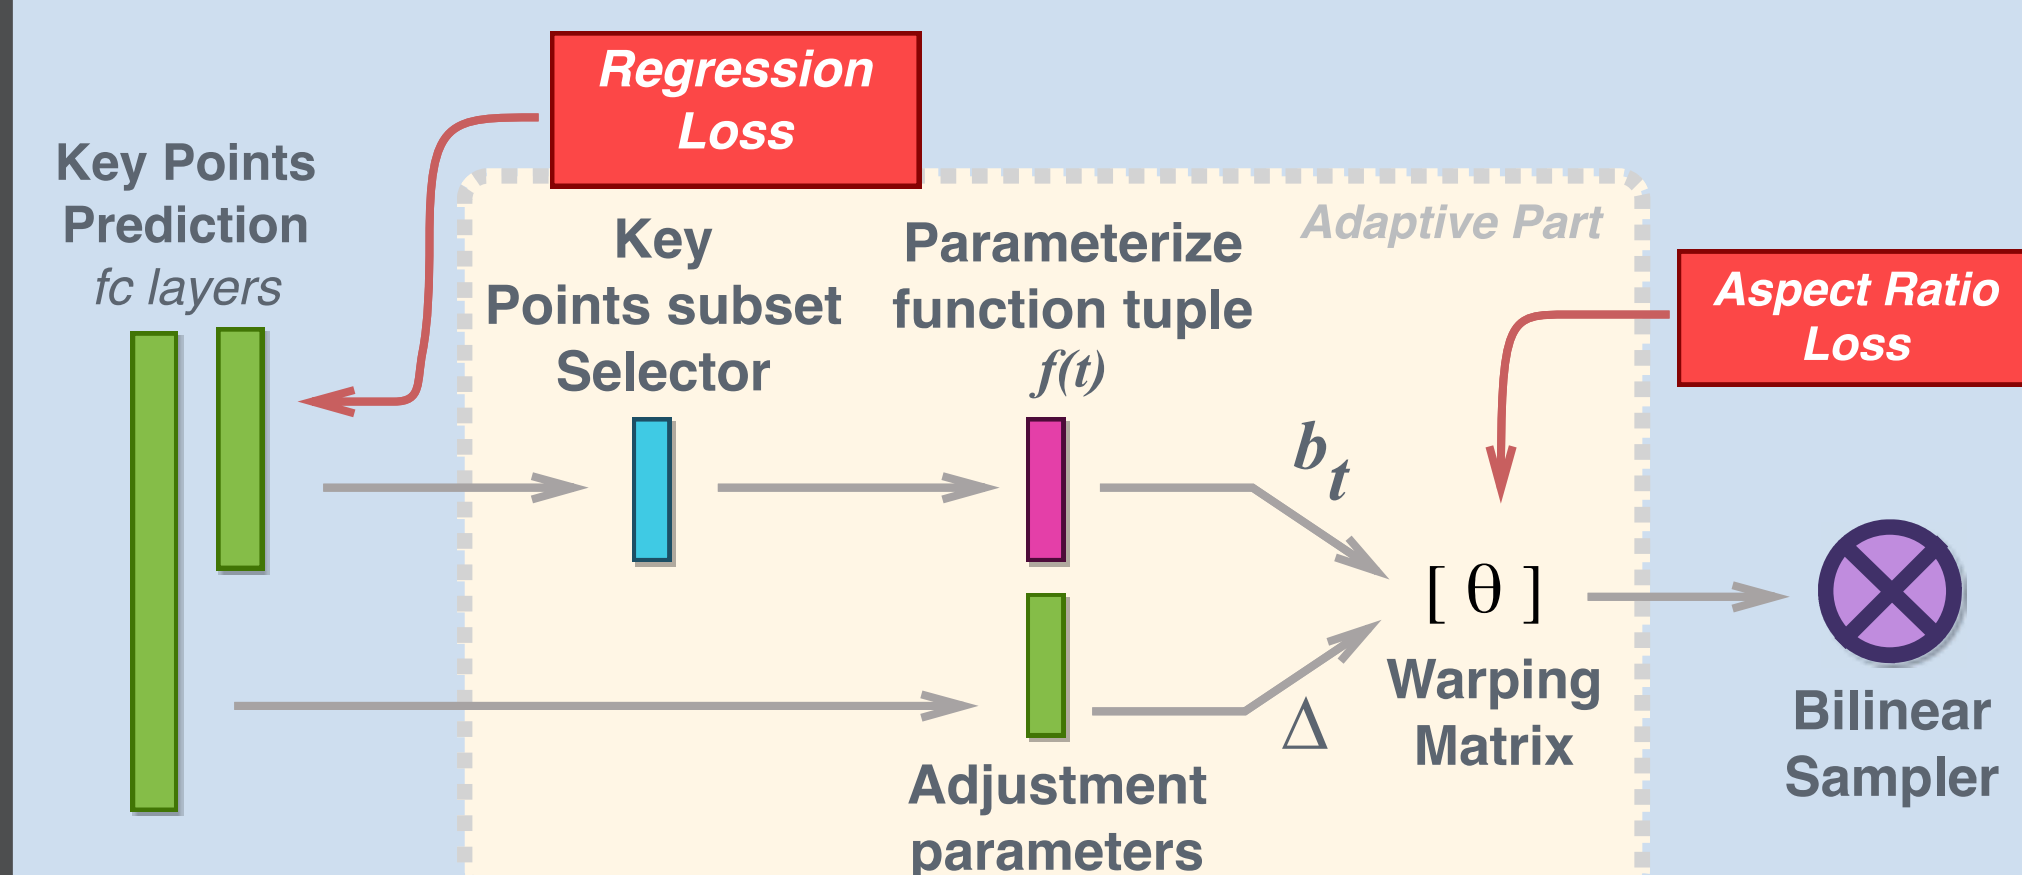 Regression
Loss
Key Points
Prediction
fc layers
Adaptive Part
Key
Points subset
Selector
Parameterize
function tuple
f(t)
Aspect Ratio
Loss
b_t
[ θ ]
Warping
Matrix
Δ
Bilinear
Sampler
Adjustment
parameters